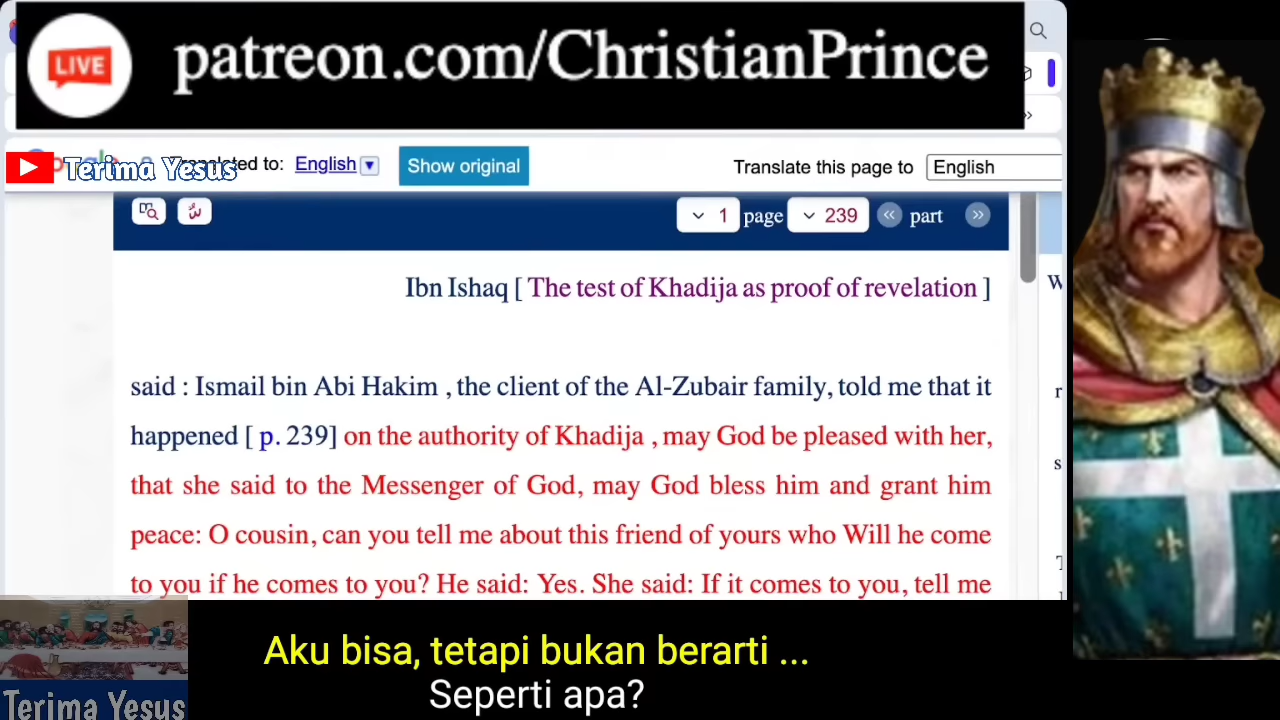 LIVE
patreon.com/ChristianPrince
Terima Yesus
to: English
Show original
Translate this page to
English
1 page 239 part
Ibn Ishaq [ The test of Khadija as proof of revelation ]
said : Ismail bin Abi Hakim , the client of the Al-Zubair family, told me that it
happened [ p. 239] on the authority of Khadija , may God be pleased with her,
that she said to the Messenger of God, may God bless him and grant him
peace: O cousin, can you tell me about this friend of yours who Will he come
to you if he comes to you? He said: Yes. She said: If it comes to you, tell me
Aku bisa, tetapi bukan berarti ...
Seperti apa?
Terima Yesus